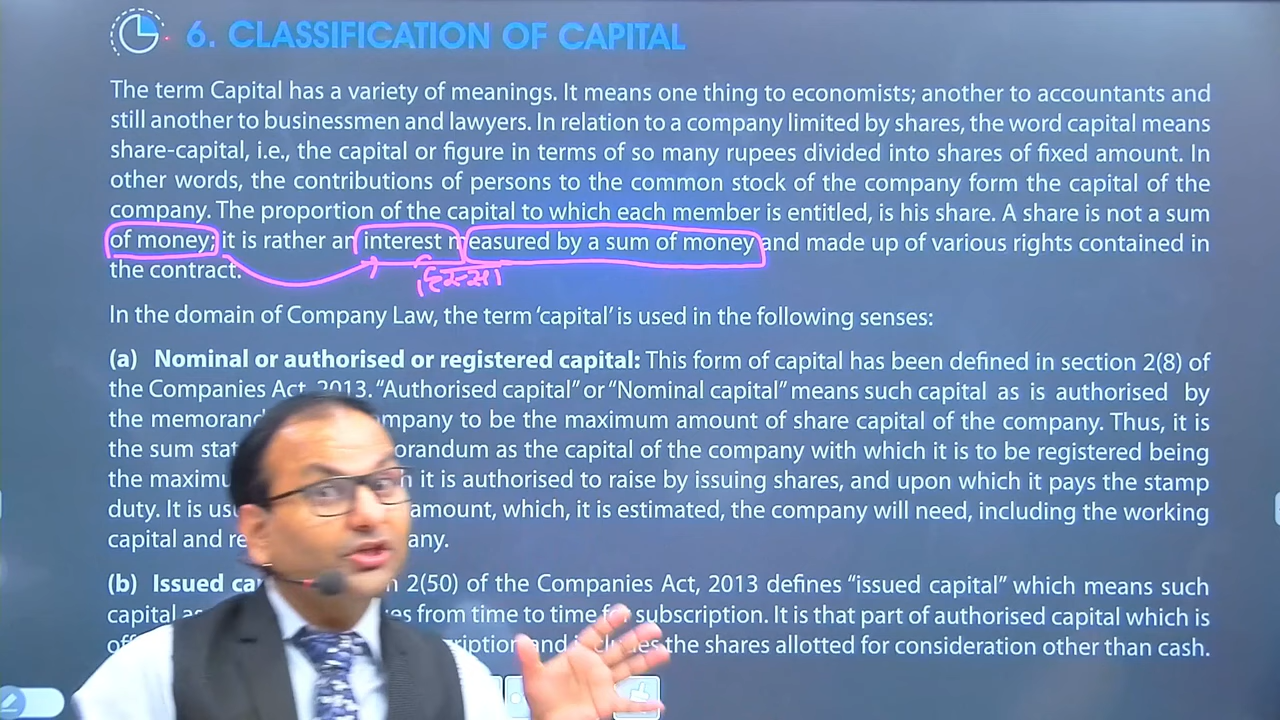 6. CLASSIFICATION OF CAPITAL
The term Capital has a variety of meanings. It means one thing to economists; another to accountants and
still another to businessmen and lawyers. In relation to a company limited by shares, the word capital means
share-capital, i.e., the capital or figure in terms of so many rupees divided into shares of fixed amount. In
other words, the contributions of persons to the common stock of the company form the capital of the
company. The proportion of the capital to which each member is entitled, is his share. A share is not a sum
of money; it is rather an interest measured by a sum of money and made up of various rights contained in
the contract.
हिस्सा
In the domain of Company Law, the term 'capital' is used in the following senses:
(a) Nominal or authorised or registered capital: This form of capital has been defined in section 2(8) of
the Companies Act, 2013. "Authorised capital" or "Nominal capital" means such capital as is authorised by
the to be the maximum amount of share capital of the company. Thus, it is
the sum as the capital of the company with which it is to be registered being
the it is authorised to raise by issuing shares, and upon which it pays the stamp
duty. It is amount, which, it is estimated, the company will need, including the working
capital and
(b) Issued 2(50) of the Companies Act, 2013 defines "issued capital" which means such
capital from time to time for subscription. It is that part of authorised capital which is
and includes the shares allotted for consideration other than cash.